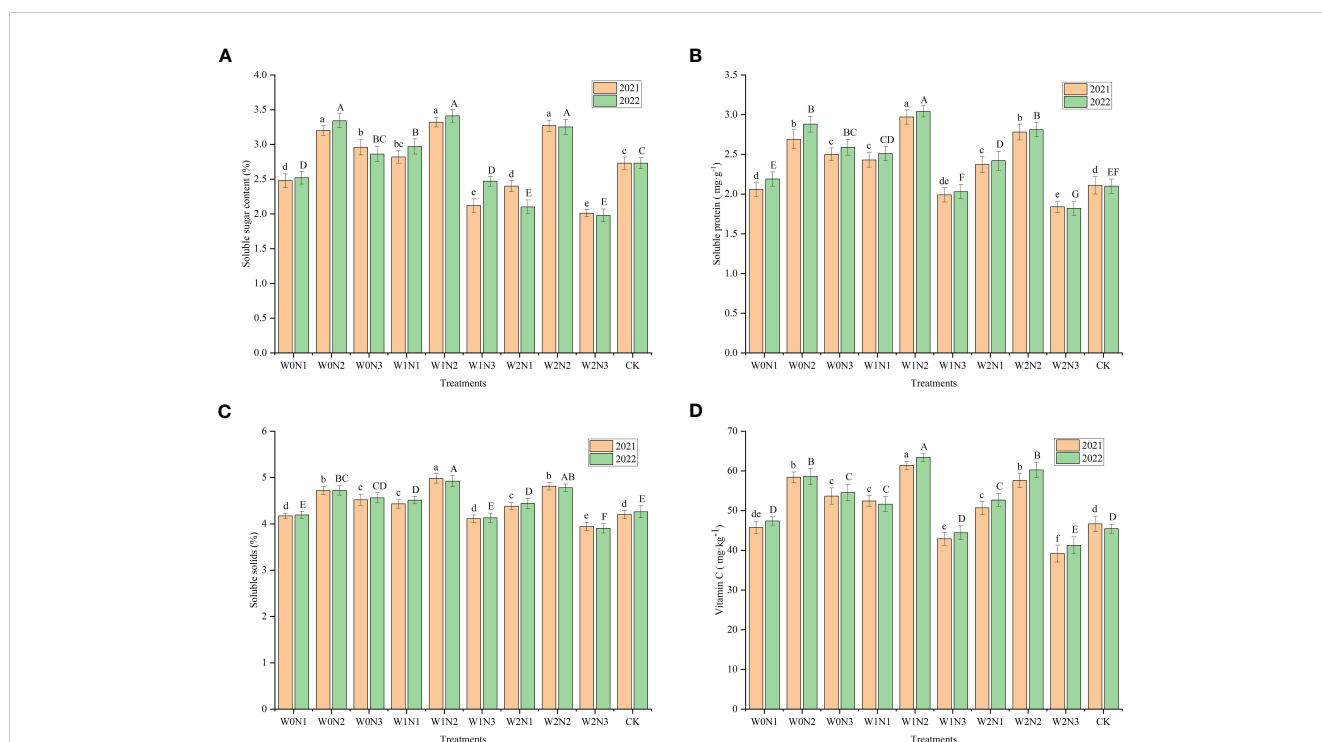 A
4.0
3.5
3.0
2.5
2.0
1.5
1.0
0.5
0.0
Soluble sugar content (%)
2021
2022
d D a A b BC bc B a A e D d E a A e E c C
W0N1 W0N2 W0N3 W1N1 W1N2 W1N3 W2N1 W2N2 W2N3 CK
Treatments
B
3.5
3.0
2.5
2.0
1.5
1.0
0.5
0.0
Soluble protein ( mg·g⁻¹)
2021
2022
d E b B c BC c CD a A de F c D b B e G d EF
W0N1 W0N2 W0N3 W1N1 W1N2 W1N3 W2N1 W2N2 W2N3 CK
Treatments
C
6
5
4
3
2
1
0
Soluble solids (%)
2021
2022
d E b BC c CD c D a A d E c D b AB e F d E
W0N1 W0N2 W0N3 W1N1 W1N2 W1N3 W2N1 W2N2 W2N3 CK
Treatments
D
70
60
50
40
30
20
10
0
Vitamin C ( mg·kg⁻¹)
2021
2022
de D b B c C c C a A e D c C b B f E d D
W0N1 W0N2 W0N3 W1N1 W1N2 W1N3 W2N1 W2N2 W2N3 CK
Treatments